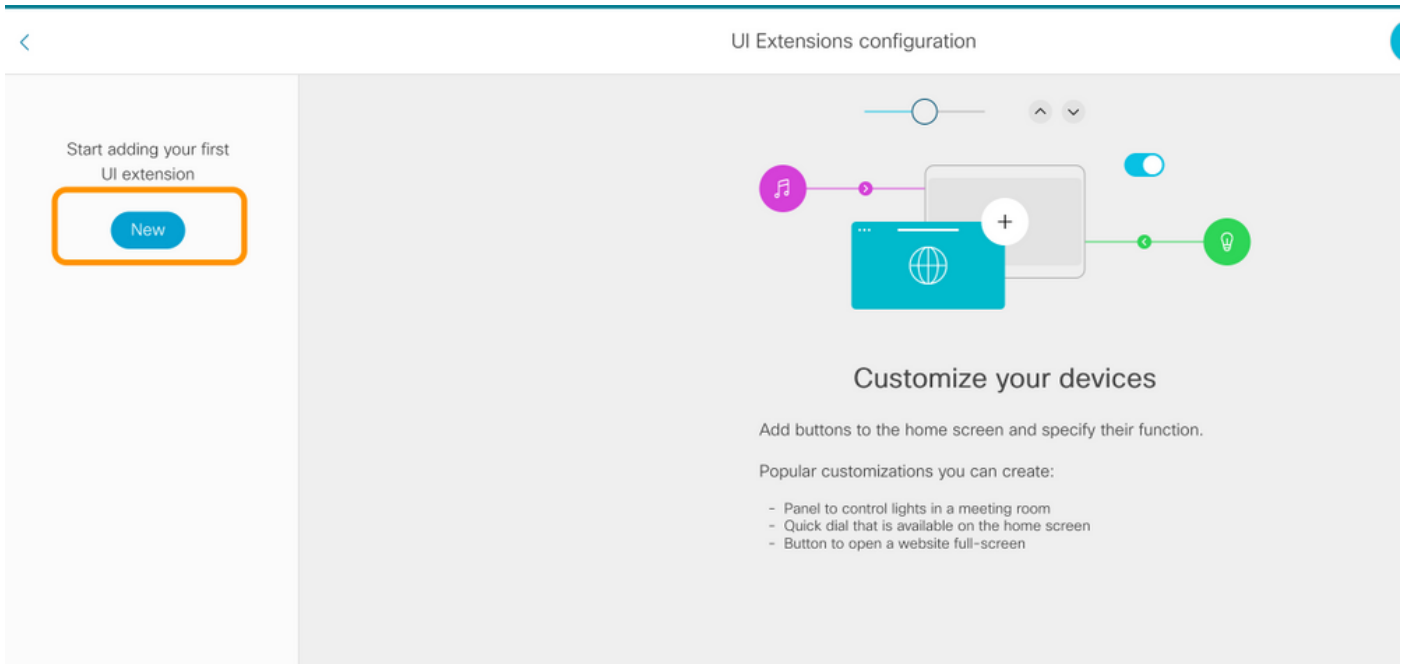 UI Extensions configuration
Start adding your first
UI extension
New
Customize your devices
Add buttons to the home screen and specify their function.
Popular customizations you can create:
- Panel to control lights in a meeting room
- Quick dial that is available on the home screen
- Button to open a website full-screen